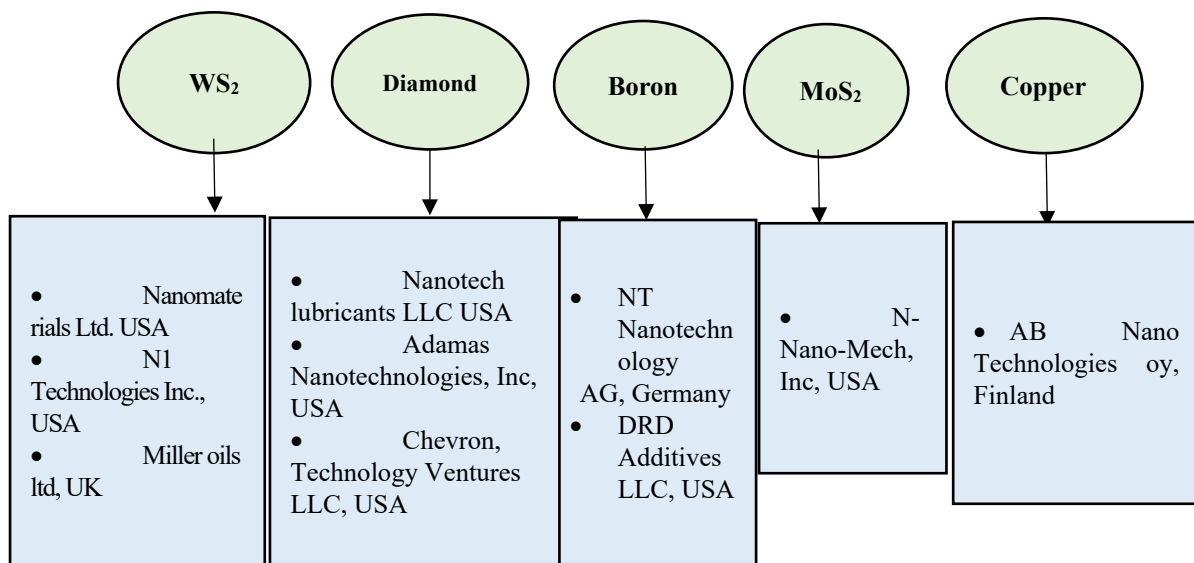 WS₂
Diamond
Boron
MoS₂
Copper
• Nanomate
rials Ltd. USA
• N1
Technologies Inc.,
USA
• Miller oils
ltd, UK
• Nanotech
lubricants LLC USA
• Adamas
Nanotechnologies, Inc,
USA
• Chevron,
Technology Ventures
LLC, USA
• NT
Nanotechn
ology
AG, Germany
• DRD
Additives
LLC, USA
• N-
Nano-Mech,
Inc, USA
• AB Nano
Technologies oy,
Finland